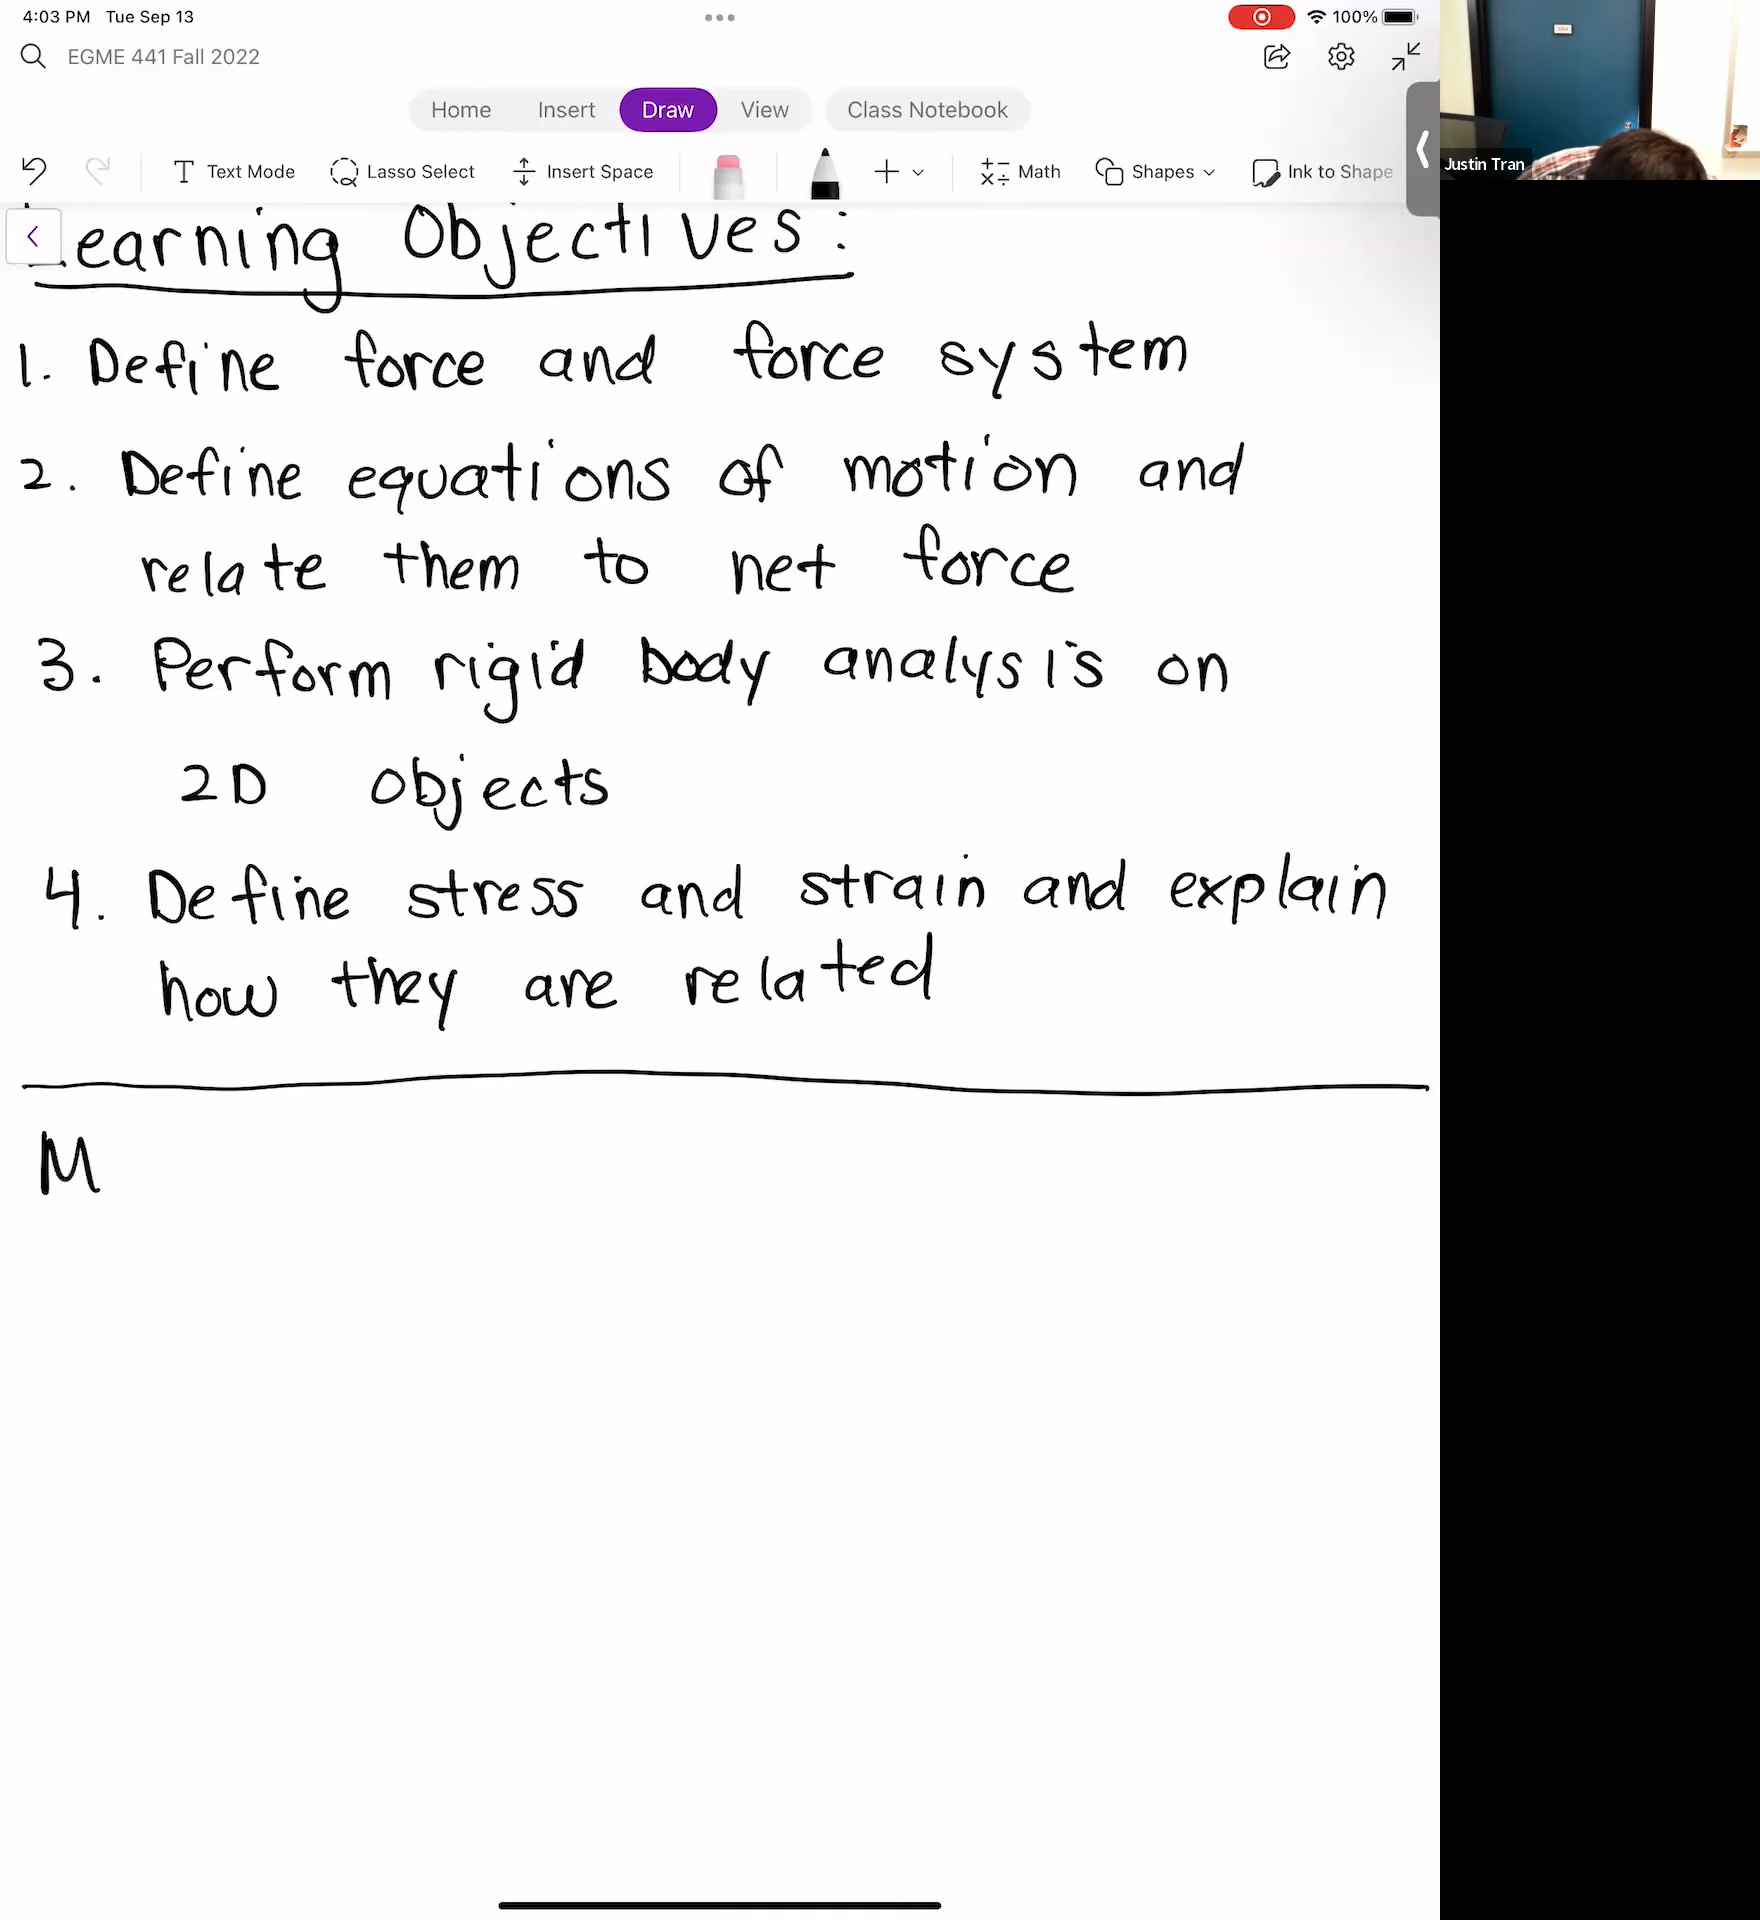 4:03 PM Tue Sep 13
100%
EGME 441 Fall 2022
Home Insert Draw View Class Notebook
Text Mode Lasso Select Insert Space Math Shapes Ink to Shape
Justin Tran
Learning Objectives:
1. Define force and force system
2. Define equations of motion and
relate them to net force
3. Perform rigid body analysis on
2D objects
4. Define stress and strain and explain
how they are related
M